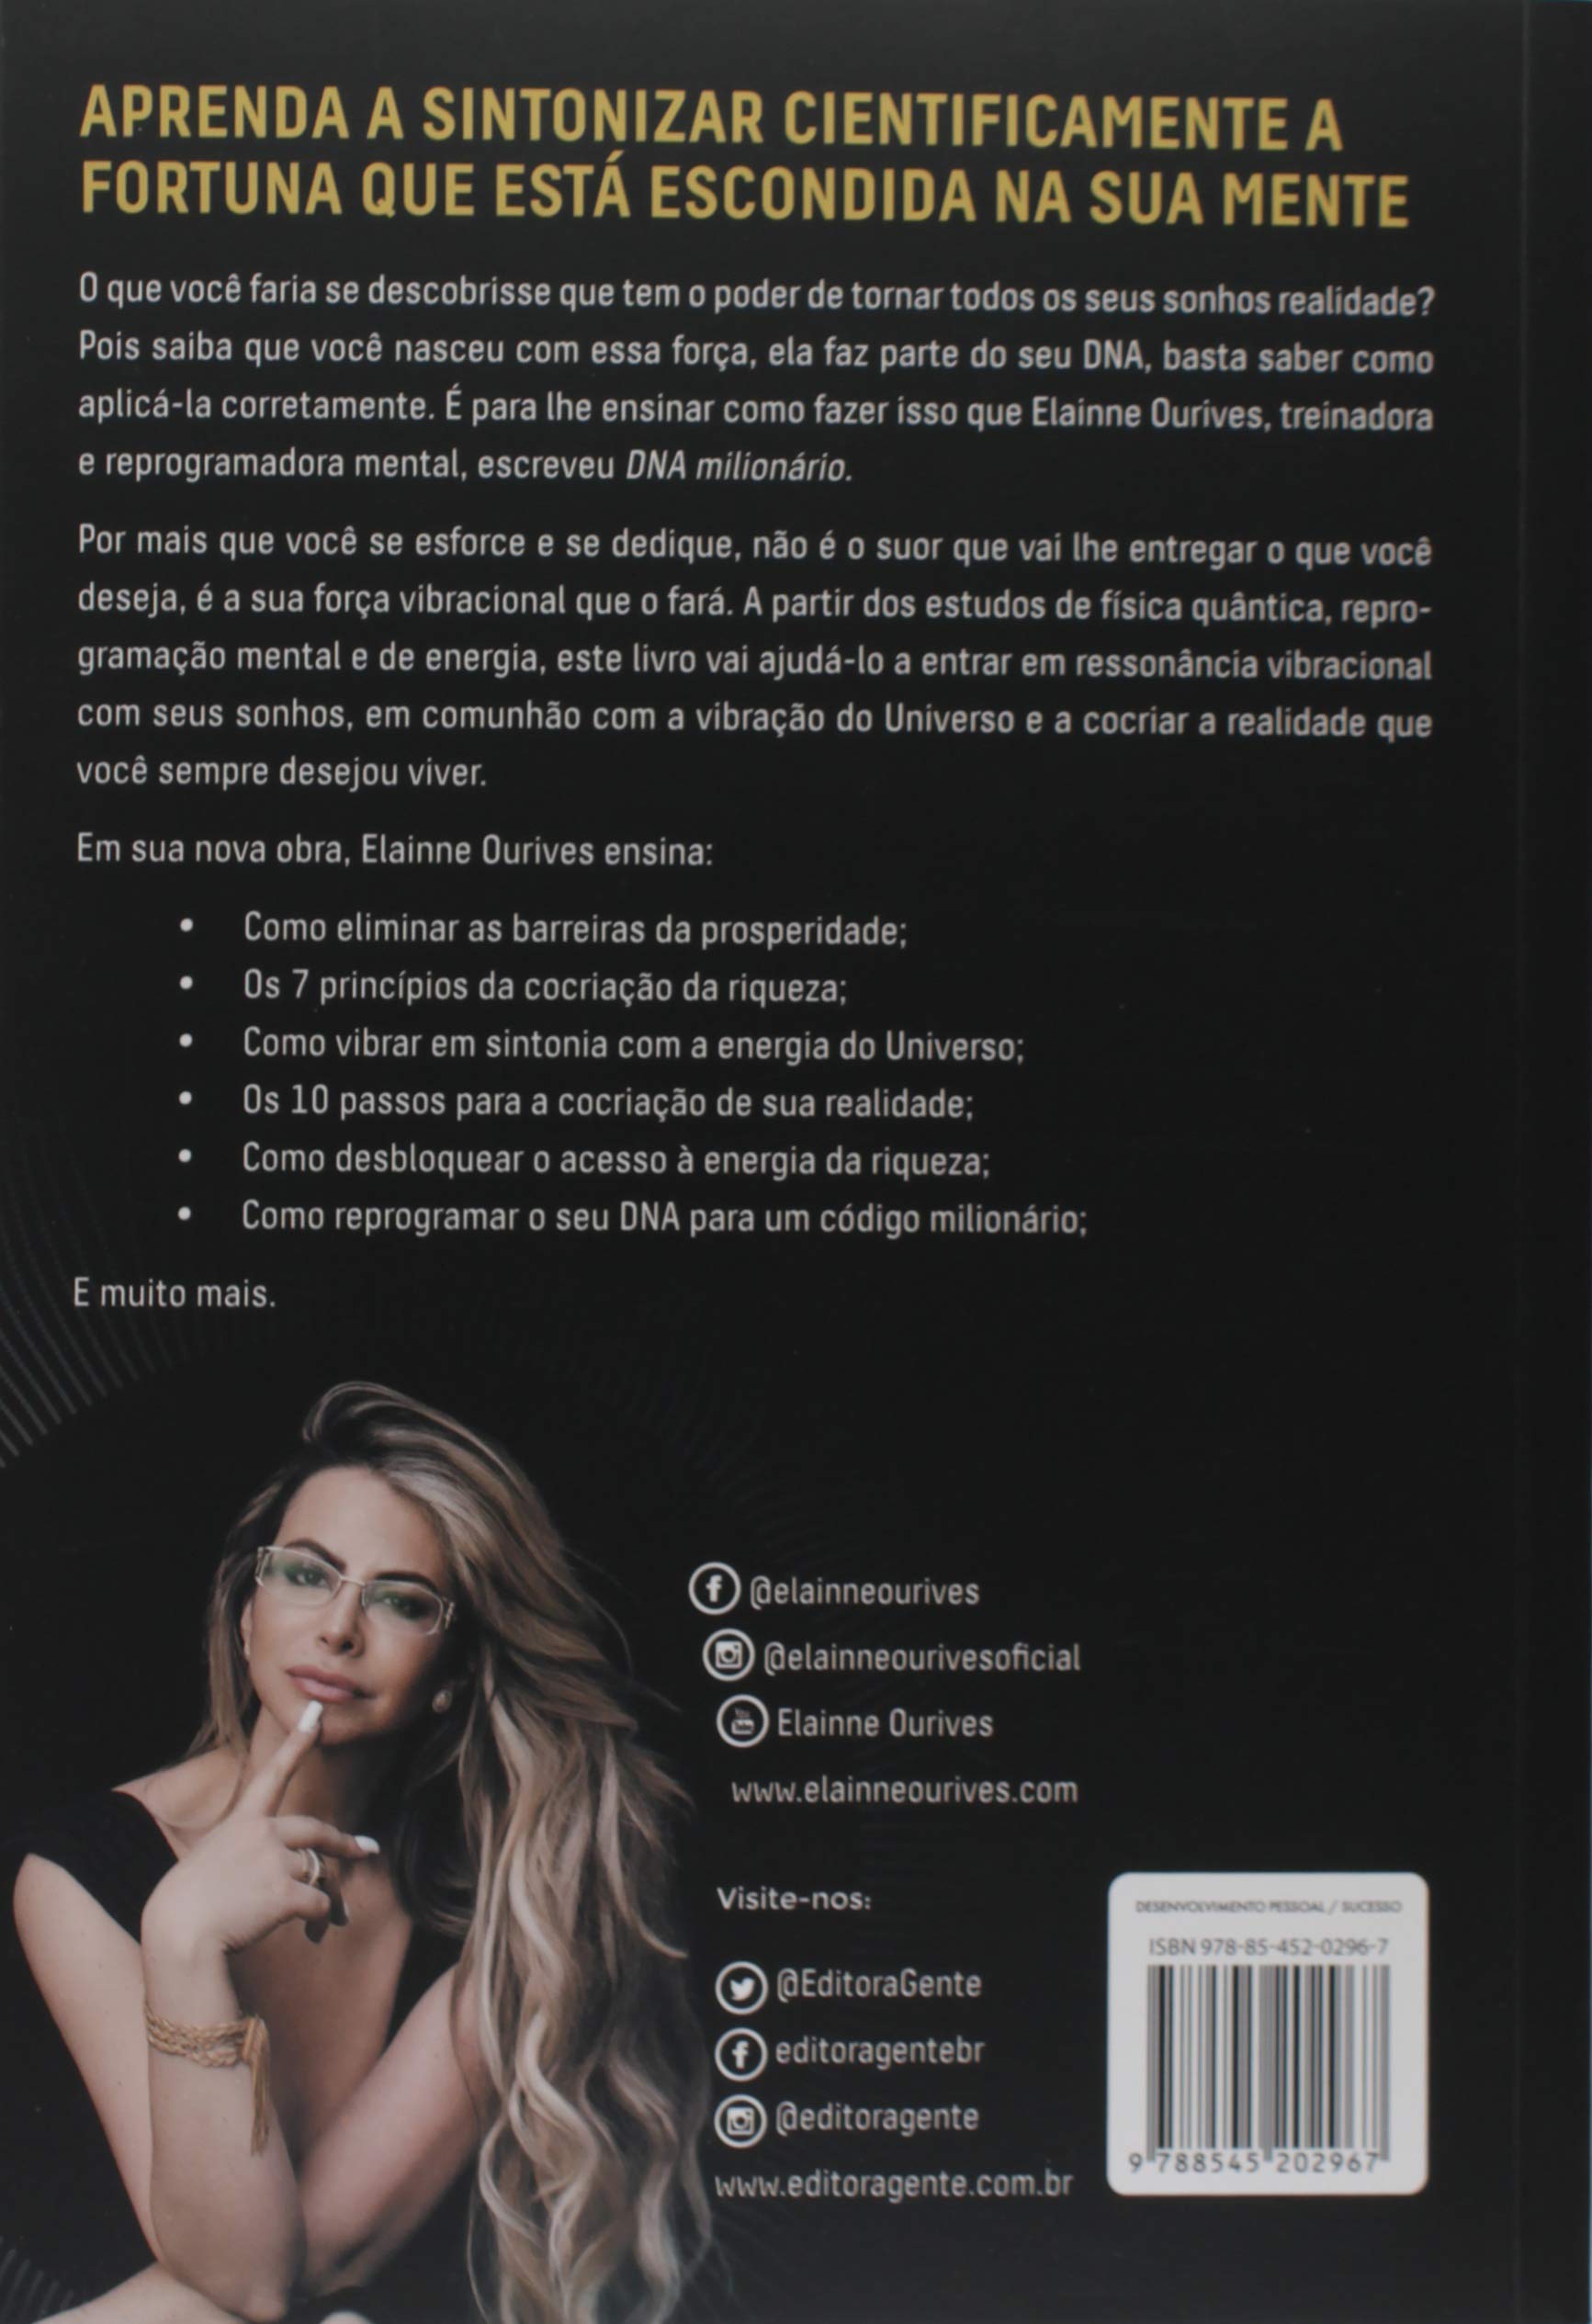 APRENDA A SINTONIZAR CIENTIFICAMENTE A
FORTUNA QUE ESTÁ ESCONDIDA NA SUA MENTE
O que você faria se descobrisse que tem o poder de tornar todos os seus sonhos realidade?
Pois saiba que você nasceu com essa força, ela faz parte do seu DNA, basta saber como
aplicá-la corretamente. É para lhe ensinar como fazer isso que Elainne Ourives, treinadora
e reprogramadora mental, escreveu DNA milionário.
Por mais que você se esforce e se dedique, não é o suor que vai lhe entregar o que você
deseja, é a sua força vibracional que o fará. A partir dos estudos de física quântica, repro-
gramação mental e de energia, este livro vai ajudá-lo a entrar em ressonância vibracional
com seus sonhos, em comunhão com a vibração do Universo e a cocriar a realidade que
você sempre desejou viver.
Em sua nova obra, Elainne Ourives ensina:
• Como eliminar as barreiras da prosperidade;
• Os 7 princípios da cocriação da riqueza;
• Como vibrar em sintonia com a energia do Universo;
• Os 10 passos para a cocriação de sua realidade;
• Como desbloquear o acesso à energia da riqueza;
• Como reprogramar o seu DNA para um código milionário;
E muito mais.
@elainneourives
@elainneourivesoficial
Elainne Ourives
www.elainneourives.com
Visite-nos:
@EditoraGente
editoragentebr
@editoragente
www.editoragente.com.br
DESENVOLVIMENTO PESSOAL / SUCESSO
ISBN 978-85-452-0296-7
9 788545 202967